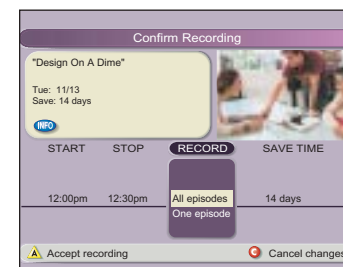 Confirm Recording
"Design On A Dime"
Tue: 11/13
Save: 14 days
INFO
START STOP RECORD SAVE TIME
12:00pm 12:30pm All episodes 14 days
One episode
A Accept recording C Cancel changes